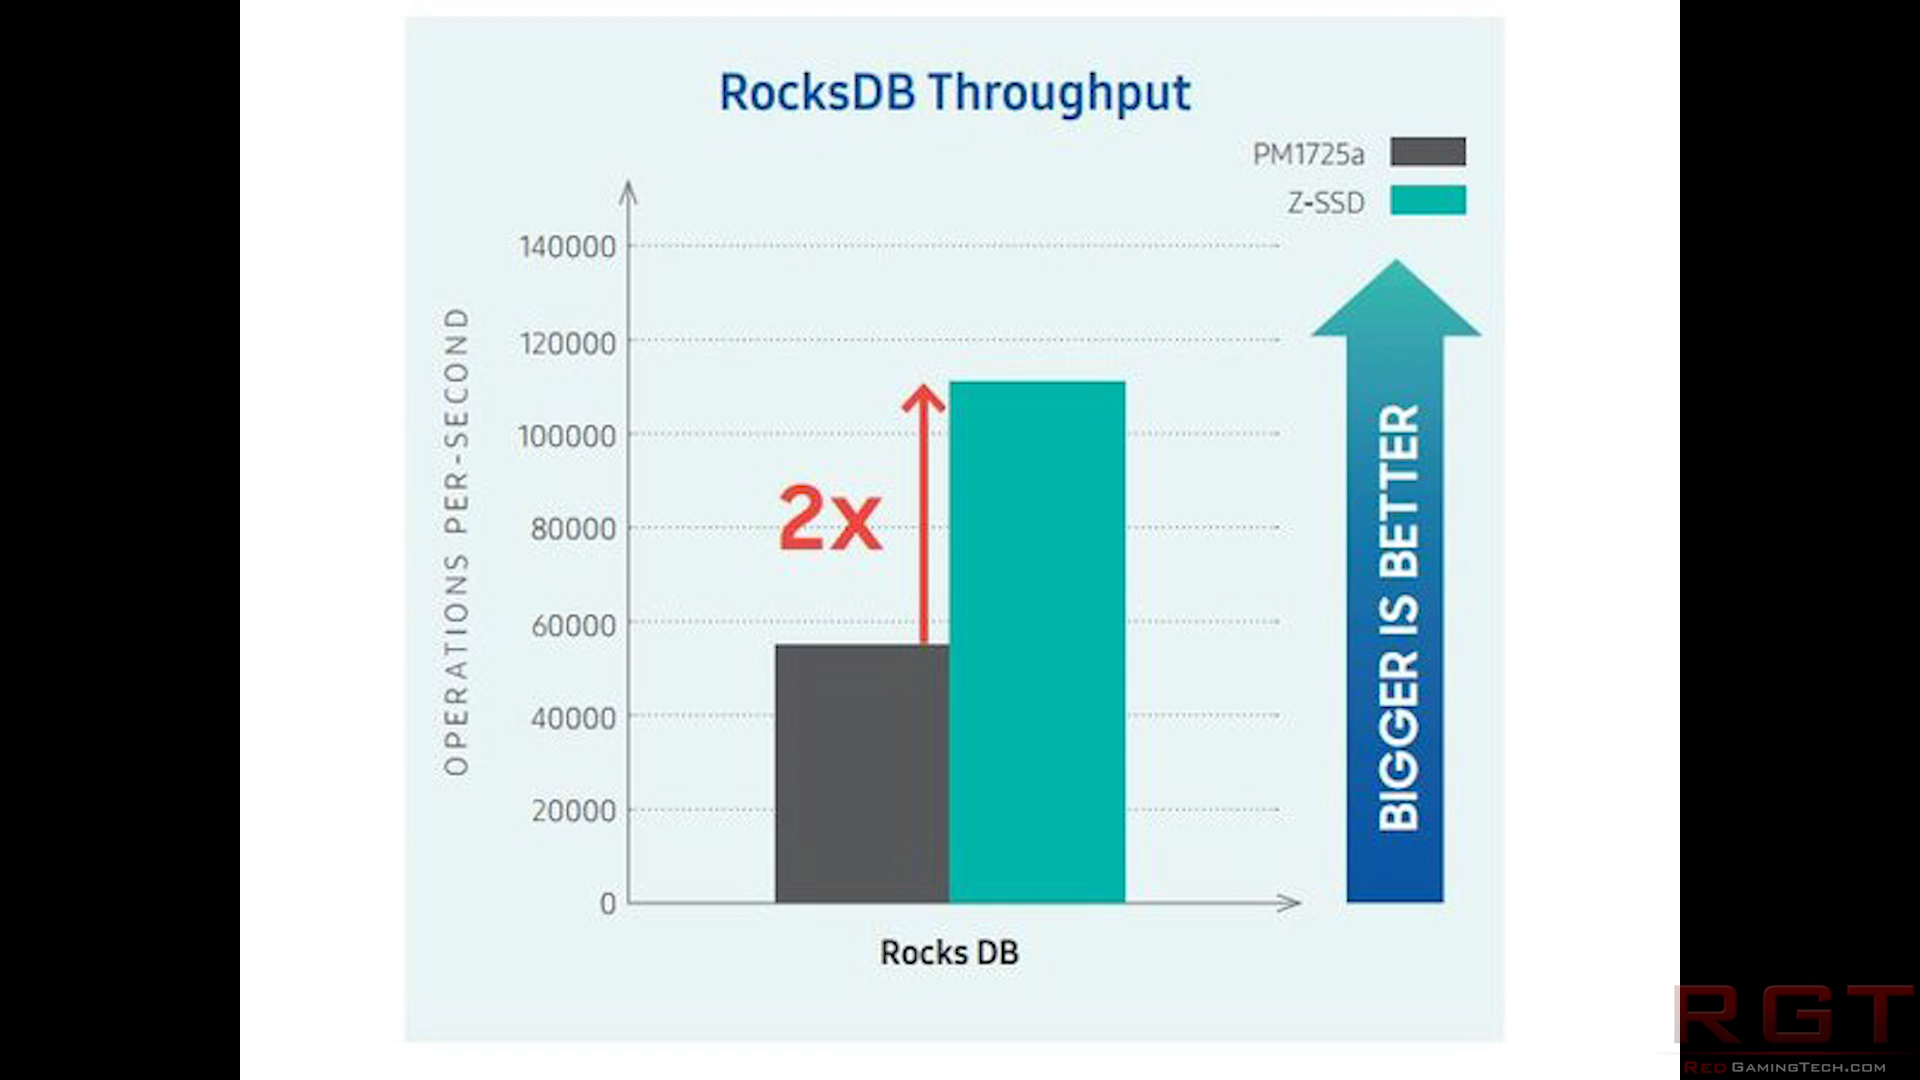 RocksDB Throughput
PM1725a
Z-SSD
140000
120000
100000
80000
60000
40000
20000
0
OPERATIONS PER-SECOND
2x
BIGGER IS BETTER
Rocks DB
RGT
REDGAMINGTECH.COM